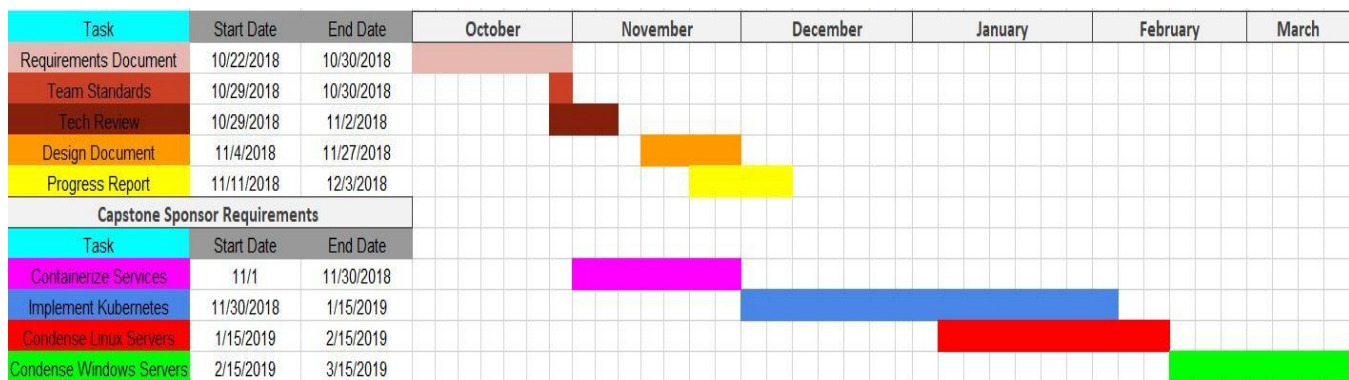 Task Start Date End Date October November December January February March
Requirements Document 10/22/2018 10/30/2018
Team Standards 10/29/2018 10/30/2018
Tech Review 10/29/2018 11/2/2018
Design Document 11/4/2018 11/27/2018
Progress Report 11/11/2018 12/3/2018
Capstone Sponsor Requirements
Task Start Date End Date
Containerize Services 11/1 11/30/2018
Implement Kubernetes 11/30/2018 1/15/2019
Condense Linux Servers 1/15/2019 2/15/2019
Condense Windows Servers 2/15/2019 3/15/2019